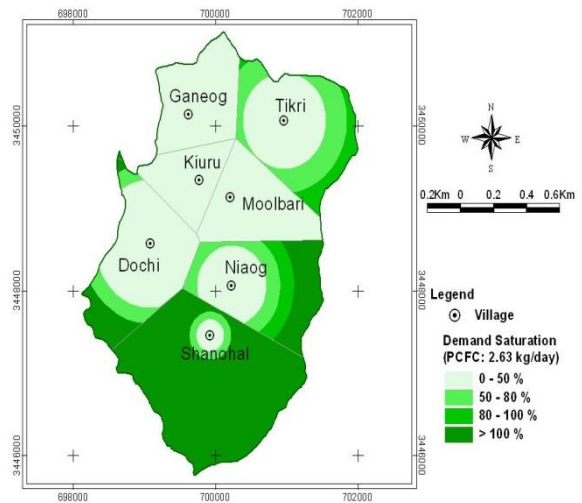 698000 700000 702000
Ganeog
Tikri
Kiuru
Moolbari
Dochi
Niaog
Shanohal
3450000
3448000
3446000
3450000
3448000
3446000
698000 700000 702000
N
W E
S
0.2Km 0 0.2 0.4 0.6Km
Legend
Village
Demand Saturation
(PCFC: 2.63 kg/day)
0 - 50 %
50 - 80 %
80 - 100 %
> 100 %